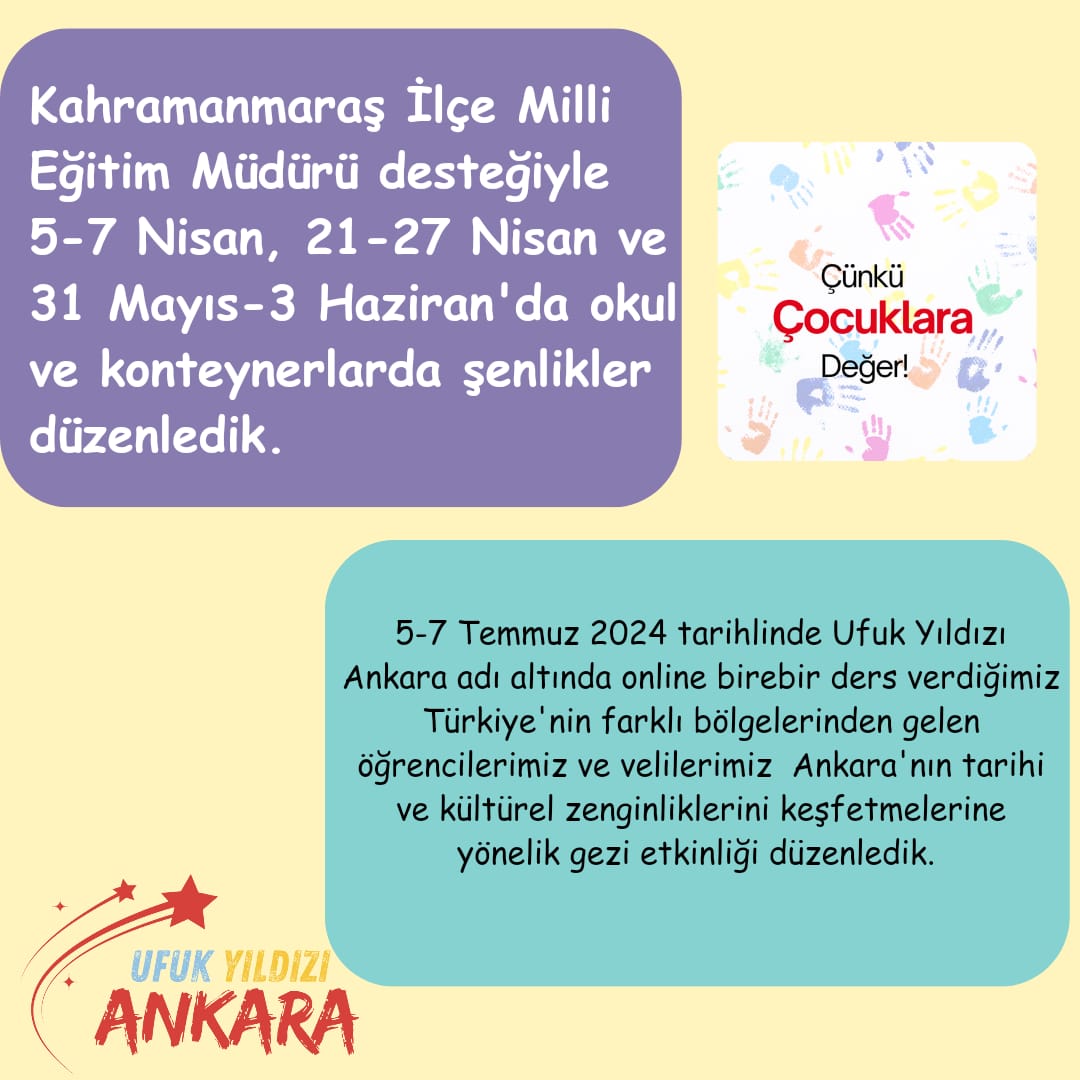 Kahramanmaraş İlçe Milli
Eğitim Müdürü desteğiyle
5-7 Nisan, 21-27 Nisan ve
31 Mayıs-3 Haziran'da okul
ve konteynerlarda şenlikler
düzenledik.
Çünkü
Çocuklara
Değer!
5-7 Temmuz 2024 tarihlinde Ufuk Yıldızı
Ankara adı altında online birebir ders verdiğimiz
Türkiye'nin farklı bölgelerinden gelen
öğrencilerimiz ve velilerimiz Ankara'nın tarihi
ve kültürel zenginliklerini keşfetmelerine
yönelik gezi etkinliği düzenledik.
UFUK YILDIZI
ANKARA